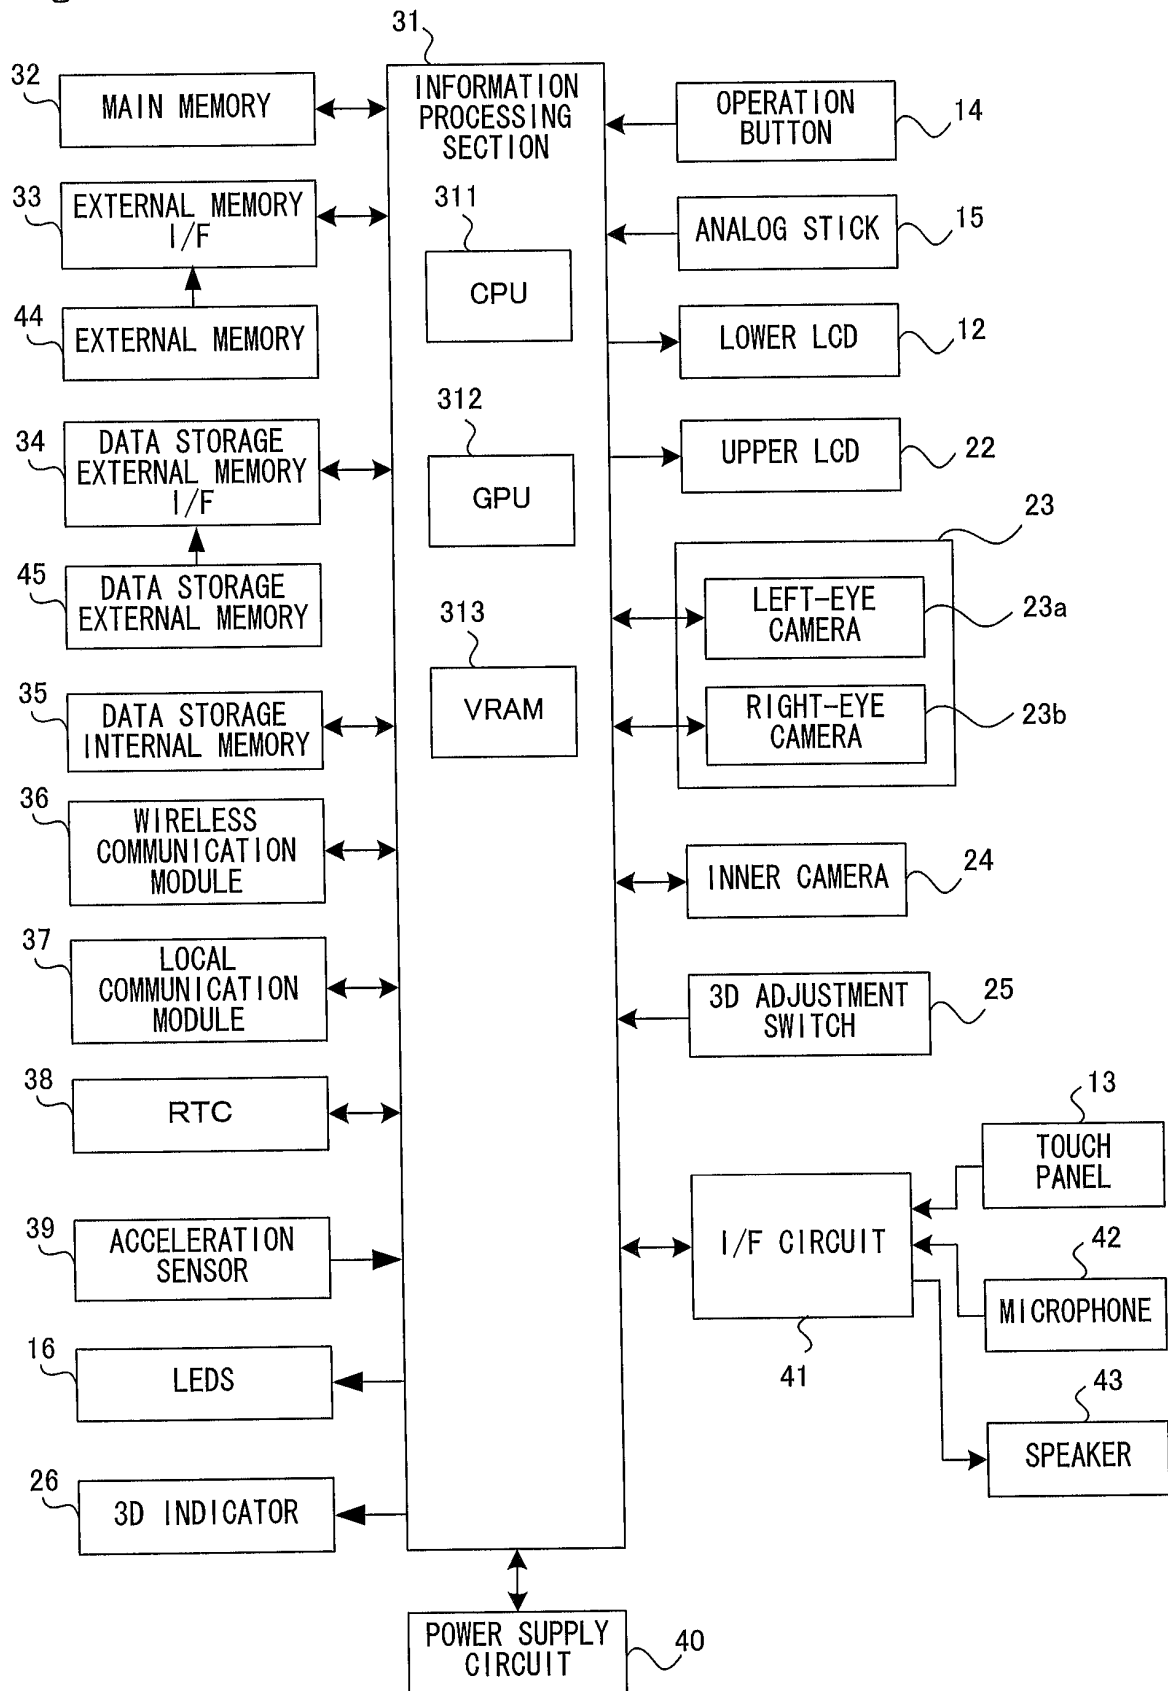 31
INFORMATION
PROCESSING
SECTION
311
CPU
312
GPU
313
VRAM
32
MAIN MEMORY
33
EXTERNAL MEMORY
I/F
44
EXTERNAL MEMORY
34
DATA STORAGE
EXTERNAL MEMORY
I/F
45
DATA STORAGE
EXTERNAL MEMORY
35
DATA STORAGE
INTERNAL MEMORY
36
WIRELESS
COMMUNICATION
MODULE
37
LOCAL
COMMUNICATION
MODULE
38
RTC
39
ACCELERATION
SENSOR
16
LEDS
26
3D INDICATOR
OPERATION
BUTTON
14
ANALOG STICK
15
LOWER LCD
12
UPPER LCD
22
23
LEFT-EYE
CAMERA
23a
RIGHT-EYE
CAMERA
23b
INNER CAMERA
24
3D ADJUSTMENT
SWITCH
25
13
TOUCH
PANEL
I/F CIRCUIT
41
42
MICROPHONE
43
SPEAKER
POWER SUPPLY
CIRCUIT
40